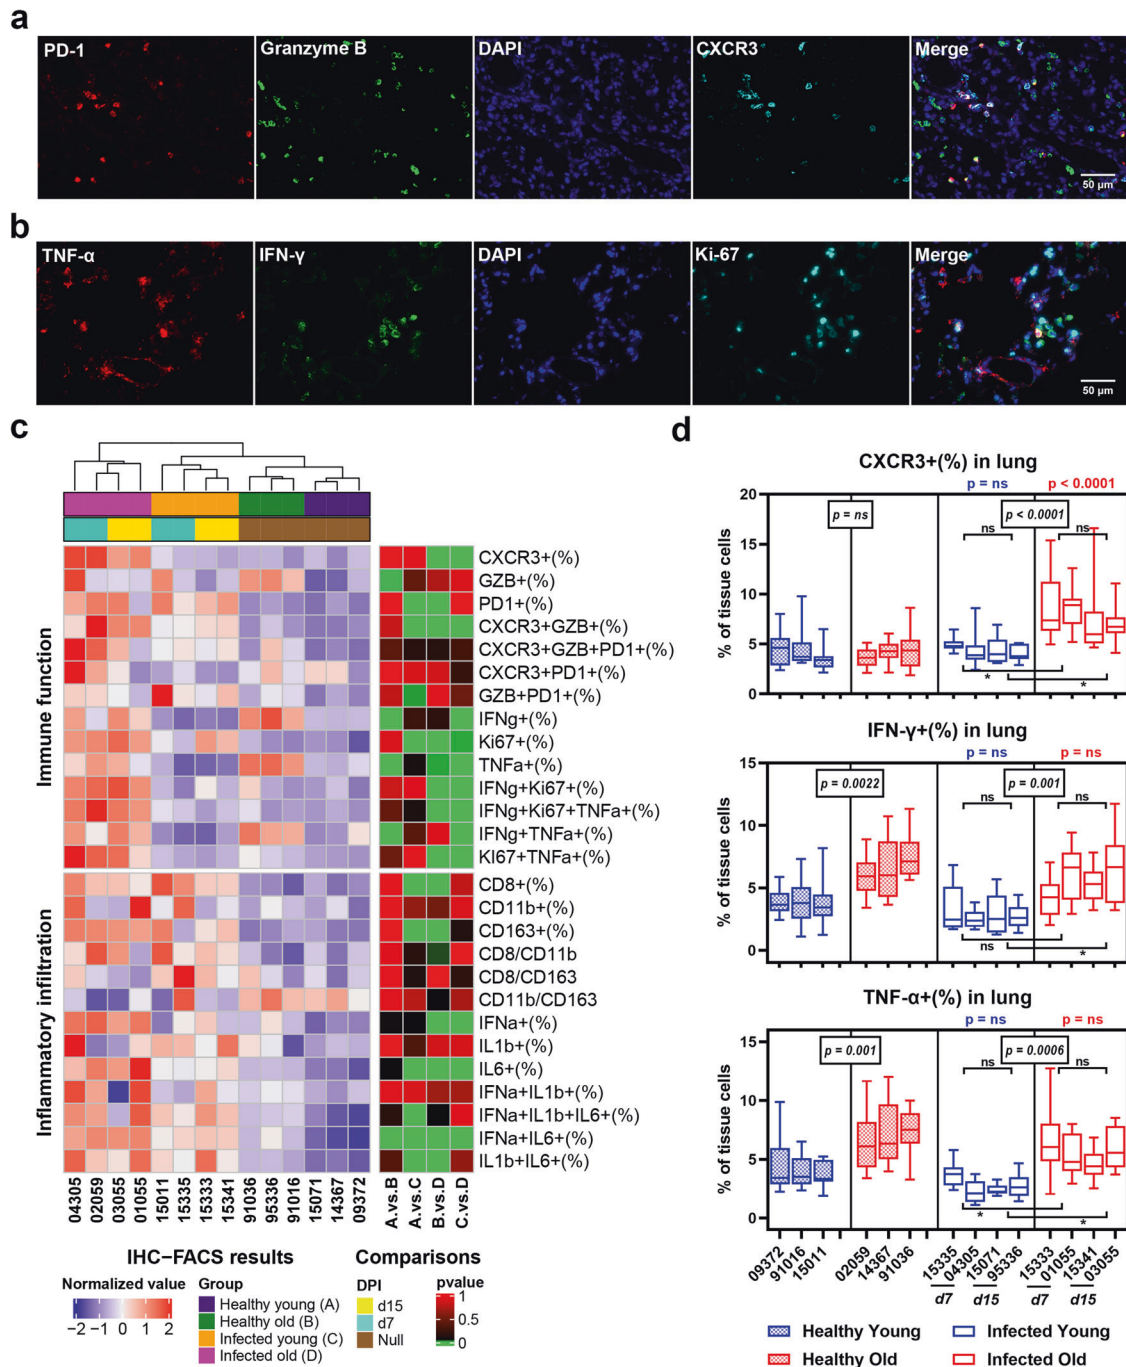 a
PD-1
Granzyme B
DAPI
CXCR3
Merge
50 µm
b
TNF-α
IFN-γ
DAPI
Ki-67
Merge
50 µm
c
Immune function
Inflammatory infiltration
CXCR3+(%)
GZB+(%)
PD1+(%)
CXCR3+GZB+(%)
CXCR3+GZB+PD1+(%)
CXCR3+PD1+(%)
GZB+PD1+(%)
IFNg+(%)
Ki67+(%)
TNFa+(%)
IFNg+Ki67+(%)
IFNg+Ki67+TNFa+(%)
IFNg+TNFa+(%)
KI67+TNFa+(%)
CD8+(%)
CD11b+(%)
CD163+(%)
CD8/CD11b
CD8/CD163
CD11b/CD163
IFNa+(%)
IL1b+(%)
IL6+(%)
IFNa+IL1b+(%)
IFNa+IL1b+IL6+(%)
IFNa+IL6+(%)
IL1b+IL6+(%)
04305
02059
03055
01055
15011
15335
15333
15341
91036
95336
91016
15071
14367
09372
A.vs.B
A.vs.C
B.vs.D
C.vs.D
IHC−FACS results
Comparisons
Normalized value
−2 −1 0 1 2
Group
Healthy young (A)
Healthy old (B)
Infected young (C)
Infected old (D)
DPI
d15
d7
Null
pvalue
1
0.5
0
d
CXCR3+(%) in lung
p = ns
p < 0.0001
p = ns
p < 0.0001
ns
ns
*
*
% of tissue cells
20
15
10
5
0
IFN-γ+(%) in lung
p = ns
p = ns
p = 0.0022
p = 0.001
ns
ns
ns
*
% of tissue cells
15
10
5
0
TNF-α+(%) in lung
p = ns
p = ns
p = 0.001
p = 0.0006
ns
ns
*
*
% of tissue cells
15
10
5
0
09372
91016
15011
02059
14367
91036
15335
04305
15071
95336
15333
01055
15341
03055
d7
d15
d7
d15
Healthy Young
Infected Young
Healthy Old
Infected Old